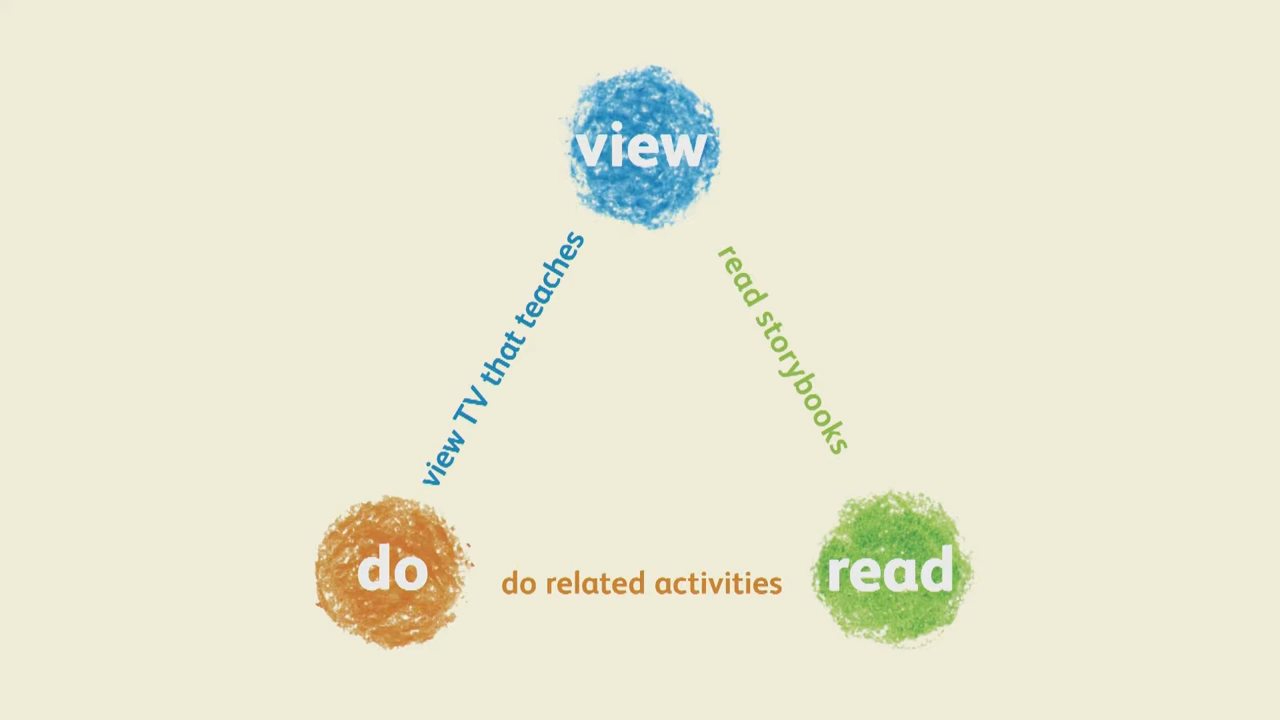 view
view TV that teaches
read storybooks
do
do related activities
read